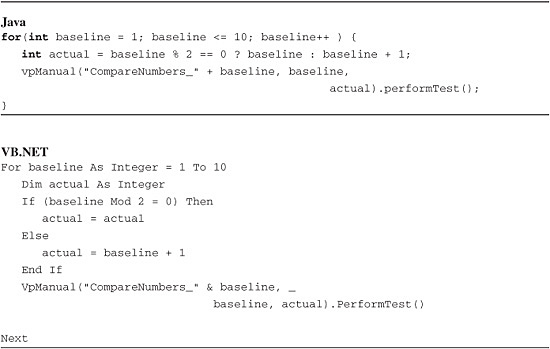 Java
for(int baseline = 1; baseline <= 10; baseline++ ) {
int actual = baseline % 2 == 0 ? baseline : baseline + 1;
vpManual("CompareNumbers_" + baseline, baseline,
actual).performTest();
}
VB.NET
For baseline As Integer = 1 To 10
Dim actual As Integer
If (baseline Mod 2 = 0) Then
actual = actual
Else
actual = baseline + 1
End If
VpManual("CompareNumbers_" & baseline, _
baseline, actual).PerformTest()
Next